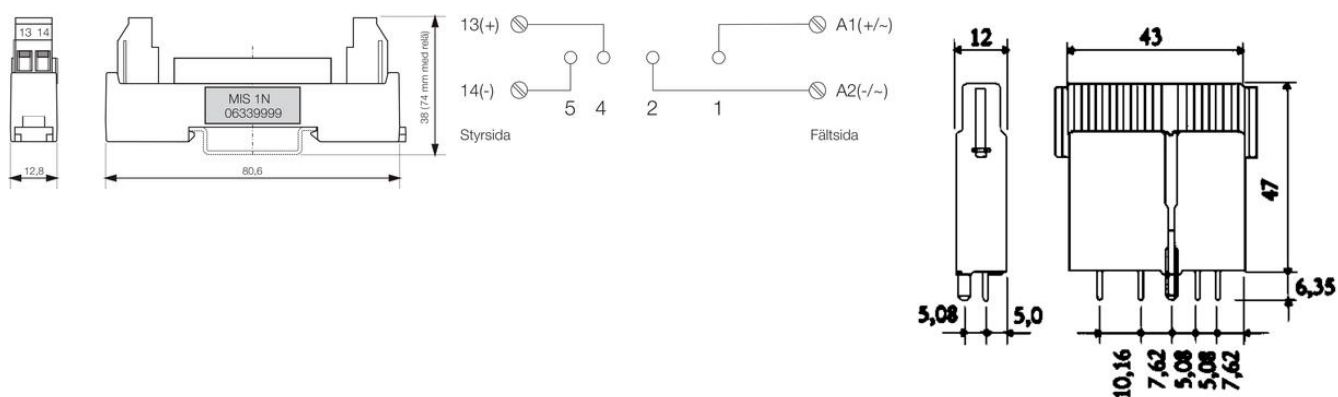 13 14
MIS 1N
06339999
38 (74 mm med relä)
12,8
80,6
13(+)
A1(+/~)
14(-)
A2(-/~)
5 4 2 1
Styrsida
Fältsida
12
43
47
6,35
5,08
5,0
10,16
7,62
5,08
5,08
7,62